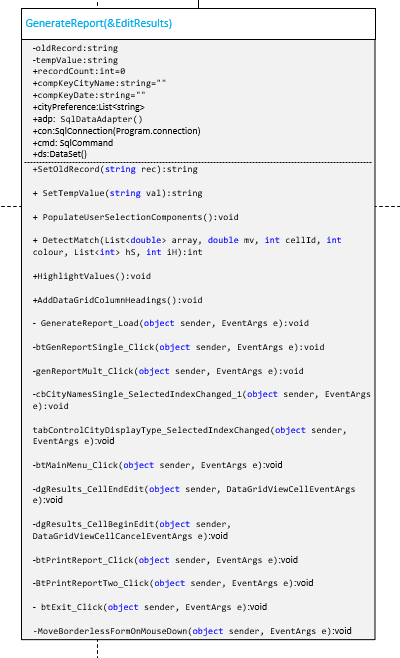 GenerateReport(&EditResults)
-oldRecord:string
-tempValue:string
+recordCount:int=0
+compKeyCityName:string=""
+compKeyDate:string=""
+cityPreference:List<string>
+adp: SqlDataAdapter()
+con:SqlConnection(Program.connection)
+cmd: SqlCommand
+ds:DataSet()
+SetOldRecord(string rec):string
+ SetTempValue(string val):string
+ PopulateUserSelectionComponents():void
+ DetectMatch(List<double> array, double mv, int cellId, int
colour, List<int> hS, int iH):int
+HighlightValues():void
+AddDataGridColumnHeadings():void
- GenerateReport_Load(object sender, EventArgs e):void
-btGenReportSingle_Click(object sender, EventArgs e):void
-genReportMult_Click(object sender, EventArgs e):void
-cbCityNamesSingle_SelectedIndexChanged_1(object sender, EventArgs
e):void
tabControlCityDisplayType_SelectedIndexChanged(object sender,
EventArgs e):void
-btMainMenu_Click(object sender, EventArgs e):void
-dgResults_CellEndEdit(object sender, DataGridViewCellEventArgs
e):void
-dgResults_CellBeginEdit(object sender,
DataGridViewCellCancelEventArgs e):void
-btPrintReport_Click(object sender, EventArgs e):void
-BtPrintReportTwo_Click(object sender, EventArgs e):void
- btExit_Click(object sender, EventArgs e):void
-MoveBorderlessFormOnMouseDown(object sender, EventArgs e):void